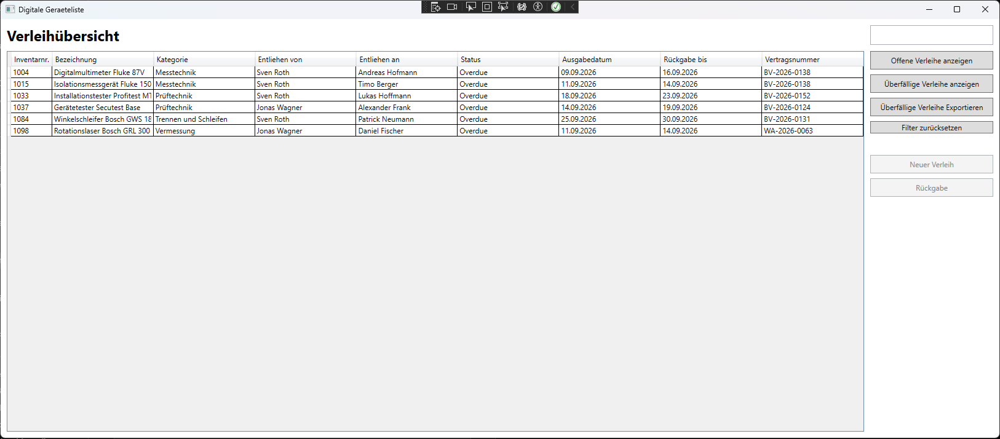 Digitale Geraeteliste
Verleihübersicht
Inventarnr. Bezeichnung Kategorie Entliehen von Entliehen an Status Ausgabedatum Rückgabe bis Vertragsnummer
1004 Digitalmultimeter Fluke 87V Messtechnik Sven Roth Andreas Hofmann Overdue 09.09.2026 16.09.2026 BV-2026-0138
1015 Isolationsmessgerät Fluke 150 Messtechnik Sven Roth Timo Berger Overdue 11.09.2026 14.09.2026 BV-2026-0138
1033 Installationstester Profitest MT Prüftechnik Sven Roth Lukas Hoffmann Overdue 18.09.2026 23.09.2026 BV-2026-0152
1037 Gerätetester Secutest Base Prüftechnik Jonas Wagner Alexander Frank Overdue 14.09.2026 19.09.2026 BV-2026-0124
1084 Winkelschleifer Bosch GWS 18 Trennen und Schleifen Sven Roth Patrick Neumann Overdue 25.09.2026 30.09.2026 BV-2026-0131
1098 Rotationslaser Bosch GRL 300 Vermessung Jonas Wagner Daniel Fischer Overdue 11.09.2026 14.09.2026 WA-2026-0063
Offene Verleihe anzeigen
Überfällige Verleihe anzeigen
Überfällige Verleihe Exportieren
Filter zurücksetzen
Neuer Verleih
Rückgabe